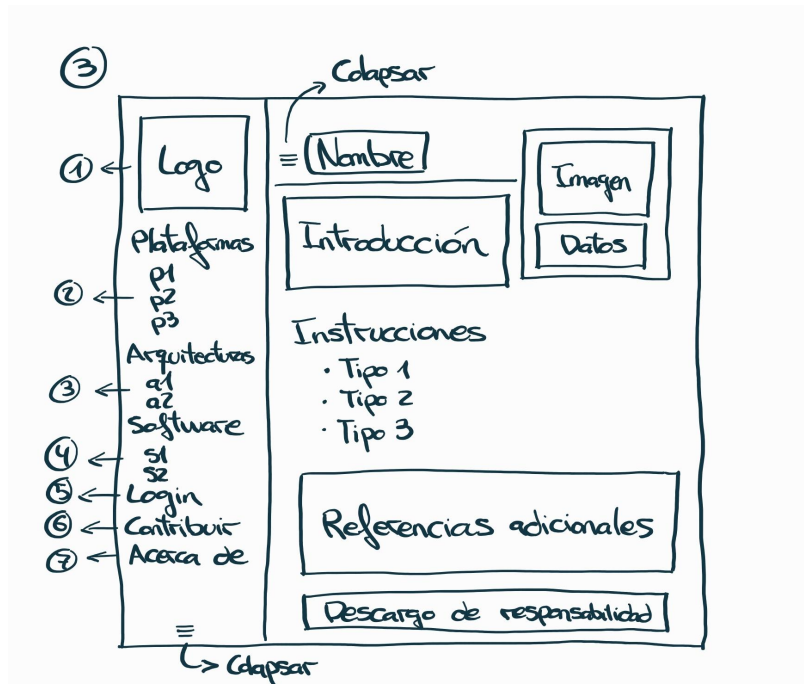 3
Colapsar
1
Logo
Nombre
Imagen
Introducción
Datos
Plataformas
p1
2
p2
p3
Instrucciones
Arquitecturas
Tipo 1
3
a1
a2
Tipo 2
Software
Tipo 3
4
s1
s2
5
Login
6
Contribuir
Referencias adicionales
7
Acerca de
Descargo de responsabilidad
Colapsar